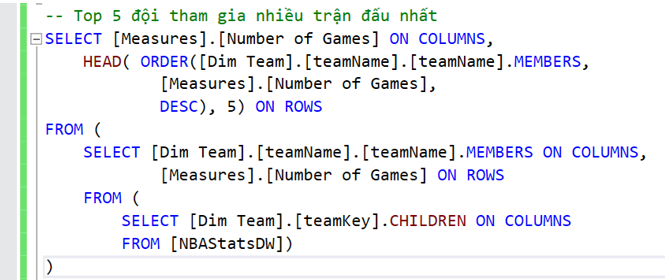 -- Top 5 đội tham gia nhiều trận đấu nhất
SELECT [Measures].[Number of Games] ON COLUMNS,
HEAD( ORDER([Dim Team].[teamName].[teamName].MEMBERS,
[Measures].[Number of Games],
DESC), 5) ON ROWS
FROM (
SELECT [Dim Team].[teamName].[teamName].MEMBERS ON COLUMNS,
[Measures].[Number of Games] ON ROWS
FROM (
SELECT [Dim Team].[teamKey].CHILDREN ON COLUMNS
FROM [NBAStatsDW])
)